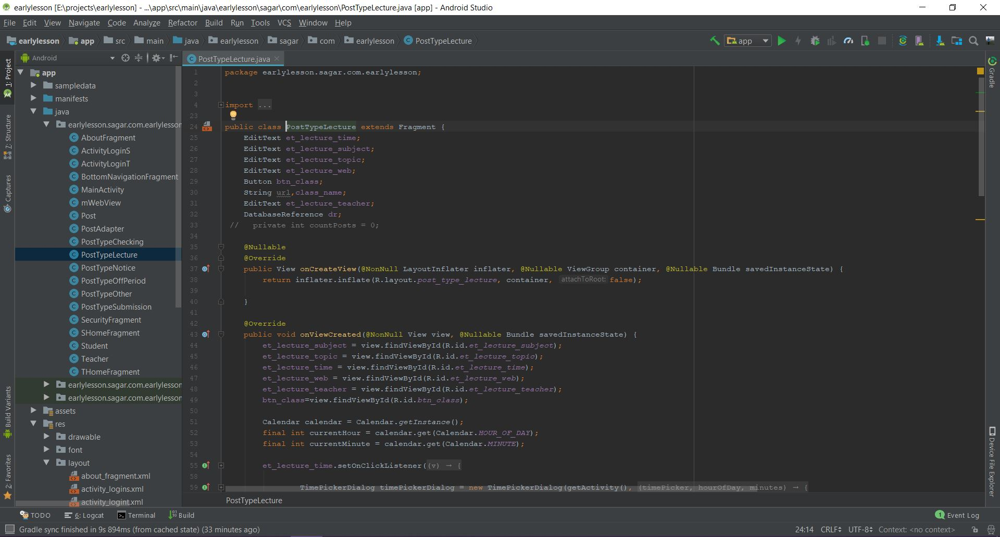 earlylesson [E:\projects\earlylesson] - ...\app\src\main\java\earlylesson\sagar\com\earlylesson\PostTypeLecture.java [app] - Android Studio
File Edit View Navigate Code Analyze Refactor Build Run Tools VCS Window Help
earlylesson app src main java earlylesson sagar com earlylesson PostTypeLecture app
Android
PostTypeLecture.java
1: Project
7: Structure
Captures
Build Variants
2: Favorites
app
sampledata
manifests
java
earlylesson.sagar.com.earlylesson
AboutFragment
ActivityLoginS
ActivityLoginT
BottomNavigationFragment
MainActivity
mWebView
Post
PostAdapter
PostTypeChecking
PostTypeLecture
PostTypeNotice
PostTypeOffPeriod
PostTypeOther
PostTypeSubmission
SecurityFragment
SHomeFragment
Student
Teacher
THomeFragment
earlylesson.sagar.com.earlylesson
earlylesson.sagar.com.earlylesson
assets
res
drawable
font
layout
about_fragment.xml
activity_logins.xml
activity_logint.xml
1 package earlylesson.sagar.com.earlylesson;
2
3
4 import ...
23
24 public class PostTypeLecture extends Fragment {
25 EditText et_lecture_time;
26 EditText et_lecture_subject;
27 EditText et_lecture_topic;
28 EditText et_lecture_web;
29 Button btn_class;
30 String url,class_name;
31 EditText et_lecture_teacher;
32 DatabaseReference dr;
33 // private int countPosts = 0;
34
35 @Nullable
36 @Override
37 public View onCreateView(@NonNull LayoutInflater inflater, @Nullable ViewGroup container, @Nullable Bundle savedInstanceState) {
38 return inflater.inflate(R.layout.post_type_lecture, container, attachToRoot: false);
39
40 }
41
42 @Override
43 public void onViewCreated(@NonNull View view, @Nullable Bundle savedInstanceState) {
44 et_lecture_subject = view.findViewById(R.id.et_lecture_subject);
45 et_lecture_topic = view.findViewById(R.id.et_lecture_topic);
46 et_lecture_time = view.findViewById(R.id.et_lecture_time);
47 et_lecture_web = view.findViewById(R.id.et_lecture_web);
48 et_lecture_teacher = view.findViewById(R.id.et_lecture_teacher);
49 btn_class=view.findViewById(R.id.btn_class);
50
51 Calendar calendar = Calendar.getInstance();
52 final int currentHour = calendar.get(Calendar.HOUR_OF_DAY);
53 final int currentMinute = calendar.get(Calendar.MINUTE);
54
55 et_lecture_time.setOnClickListener((v) → {
58
59 TimePickerDialog timePickerDialog = new TimePickerDialog(getActivity(), (timePicker, hourOfDay, minutes) → {
PostTypeLecture
Gradle
Device File Explorer
TODO 6: Logcat Terminal Build 1 Event Log
Gradle sync finished in 9s 894ms (from cached state) (33 minutes ago) 24:14 CRLF UTF-8 Context: <no context>